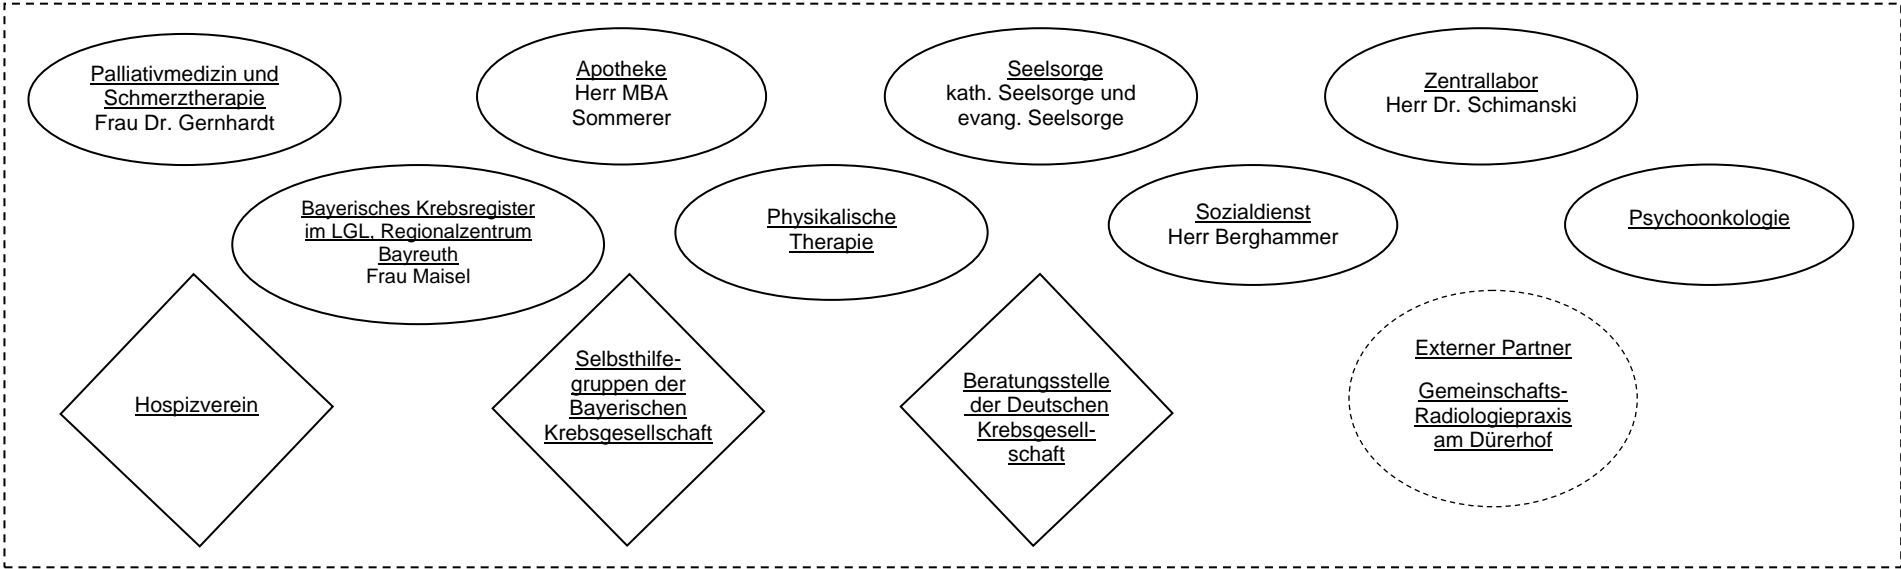 Palliativmedizin und
Schmerztherapie
Frau Dr. Gernhardt
Apotheke
Herr MBA
Sommerer
Seelsorge
kath. Seelsorge und
evang. Seelsorge
Zentrallabor
Herr Dr. Schimanski
Bayerisches Krebsregister
im LGL, Regionalzentrum
Bayreuth
Frau Maisel
Physikalische
Therapie
Sozialdienst
Herr Berghammer
Psychoonkologie
Hospizverein
Selbsthilfe-
gruppen der
Bayerischen
Krebsgesellschaft
Beratungsstelle
der Deutschen
Krebsgesell-
schaft
Externer Partner
Gemeinschafts-
Radiologiepraxis
am Dürerhof